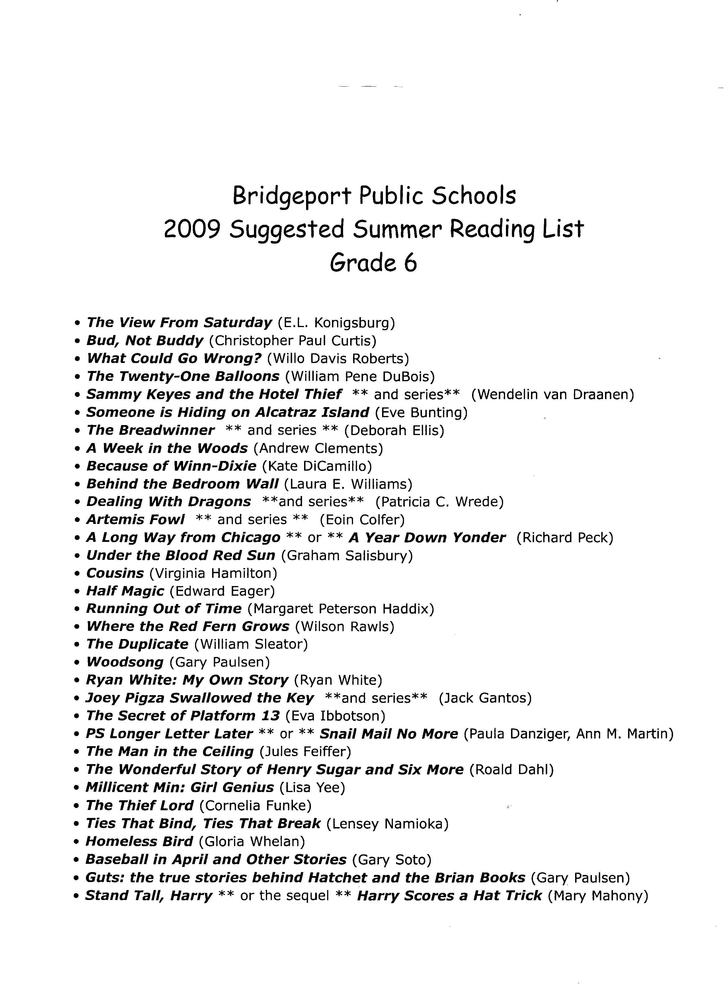 Bridgeport Public Schools
2009 Suggested Summer Reading List
Grade 6
• The View From Saturday (E.L. Konigsburg)
• Bud, Not Buddy (Christopher Paul Curtis)
• What Could Go Wrong? (Willo Davis Roberts)
• The Twenty-One Balloons (William Pene DuBois)
• Sammy Keyes and the Hotel Thief ** and series** (Wendelin van Draanen)
• Someone is Hiding on Alcatraz Island (Eve Bunting)
• The Breadwinner ** and series ** (Deborah Ellis)
• A Week in the Woods (Andrew Clements)
• Because of Winn-Dixie (Kate DiCamillo)
• Behind the Bedroom Wall (Laura E. Williams)
• Dealing With Dragons **and series** (Patricia C. Wrede)
• Artemis Fowl ** and series ** (Eoin Colfer)
• A Long Way from Chicago ** or ** A Year Down Yonder (Richard Peck)
• Under the Blood Red Sun (Graham Salisbury)
• Cousins (Virginia Hamilton)
• Half Magic (Edward Eager)
• Running Out of Time (Margaret Peterson Haddix)
• Where the Red Fern Grows (Wilson Rawls)
• The Duplicate (William Sleator)
• Woodsong (Gary Paulsen)
• Ryan White: My Own Story (Ryan White)
• Joey Pigza Swallowed the Key **and series** (Jack Gantos)
• The Secret of Platform 13 (Eva Ibbotson)
• PS Longer Letter Later ** or ** Snail Mail No More (Paula Danziger, Ann M. Martin)
• The Man in the Ceiling (Jules Feiffer)
• The Wonderful Story of Henry Sugar and Six More (Roald Dahl)
• Millicent Min: Girl Genius (Lisa Yee)
• The Thief Lord (Cornelia Funke)
• Ties That Bind, Ties That Break (Lensey Namioka)
• Homeless Bird (Gloria Whelan)
• Baseball in April and Other Stories (Gary Soto)
• Guts: the true stories behind Hatchet and the Brian Books (Gary Paulsen)
• Stand Tall, Harry ** or the sequel ** Harry Scores a Hat Trick (Mary Mahony)